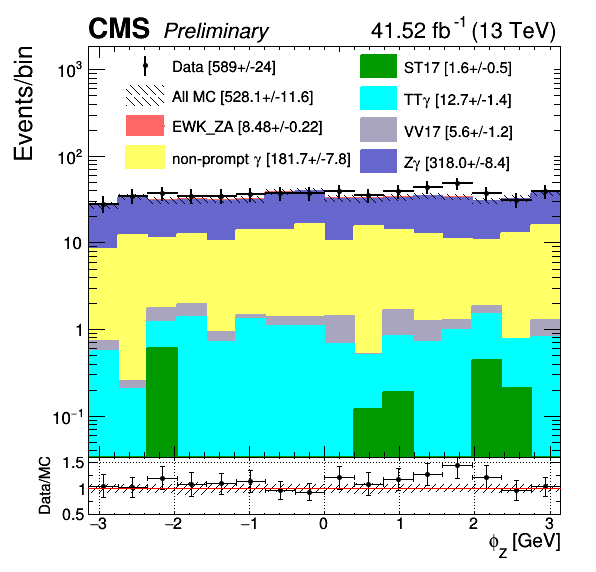 CMS Preliminary 41.52 fb⁻¹ (13 TeV)
Events/bin
Data [589+/-24]
All MC [528.1+/-11.6]
EWK_ZA [8.48+/-0.22]
non-prompt γ [181.7+/-7.8]
ST17 [1.6+/-0.5]
TTγ [12.7+/-1.4]
VV17 [5.6+/-1.2]
Zγ [318.0+/-8.4]
10³
10²
10
1
10⁻¹
Data/MC
1.5
1
0.5
−3 −2 −1 0 1 2 3
ϕ_Z [GeV]